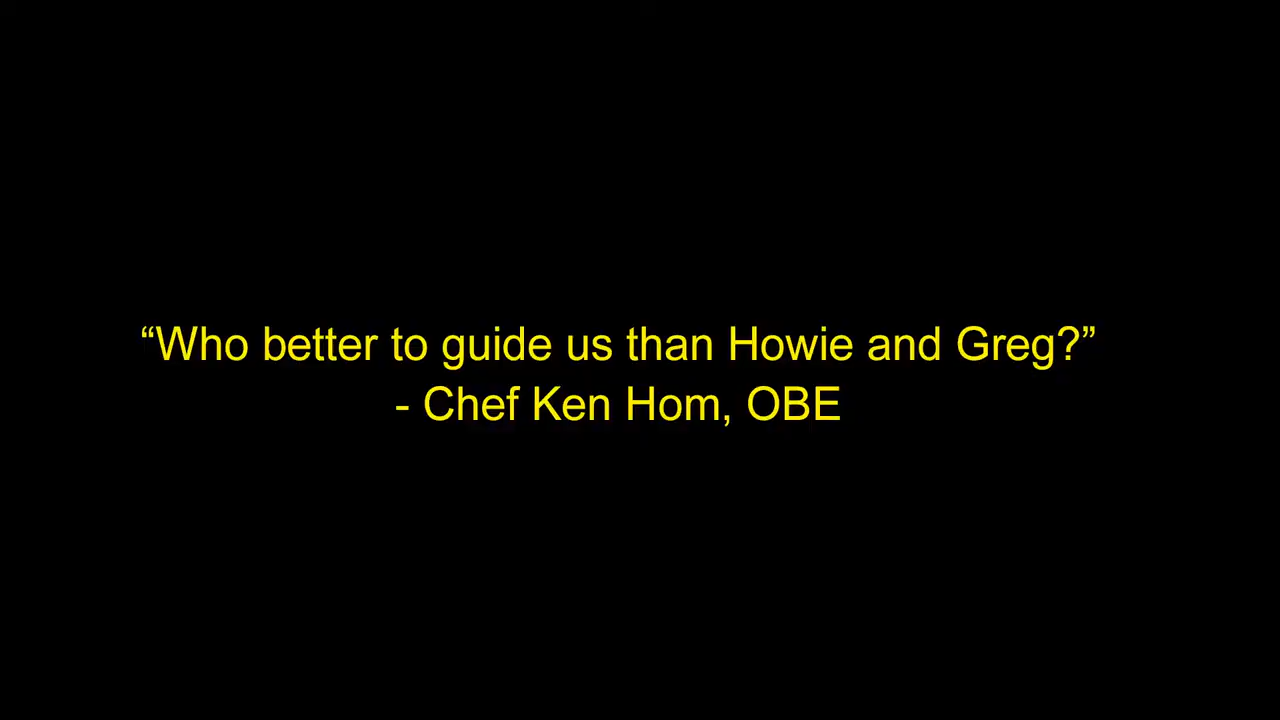 “Who better to guide us than Howie and Greg?”
- Chef Ken Hom, OBE